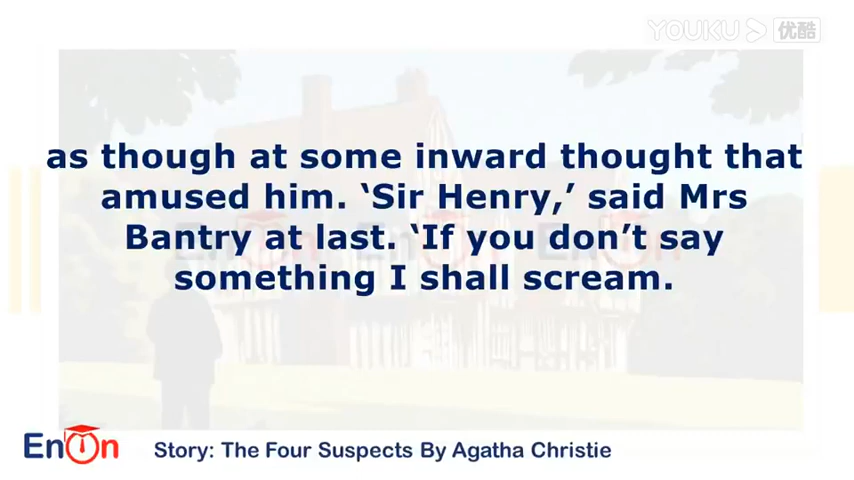 YOUKU 优酷
as though at some inward thought that
amused him. ‘Sir Henry,’ said Mrs
Bantry at last. ‘If you don’t say
something I shall scream.
EnOn
Story: The Four Suspects By Agatha Christie